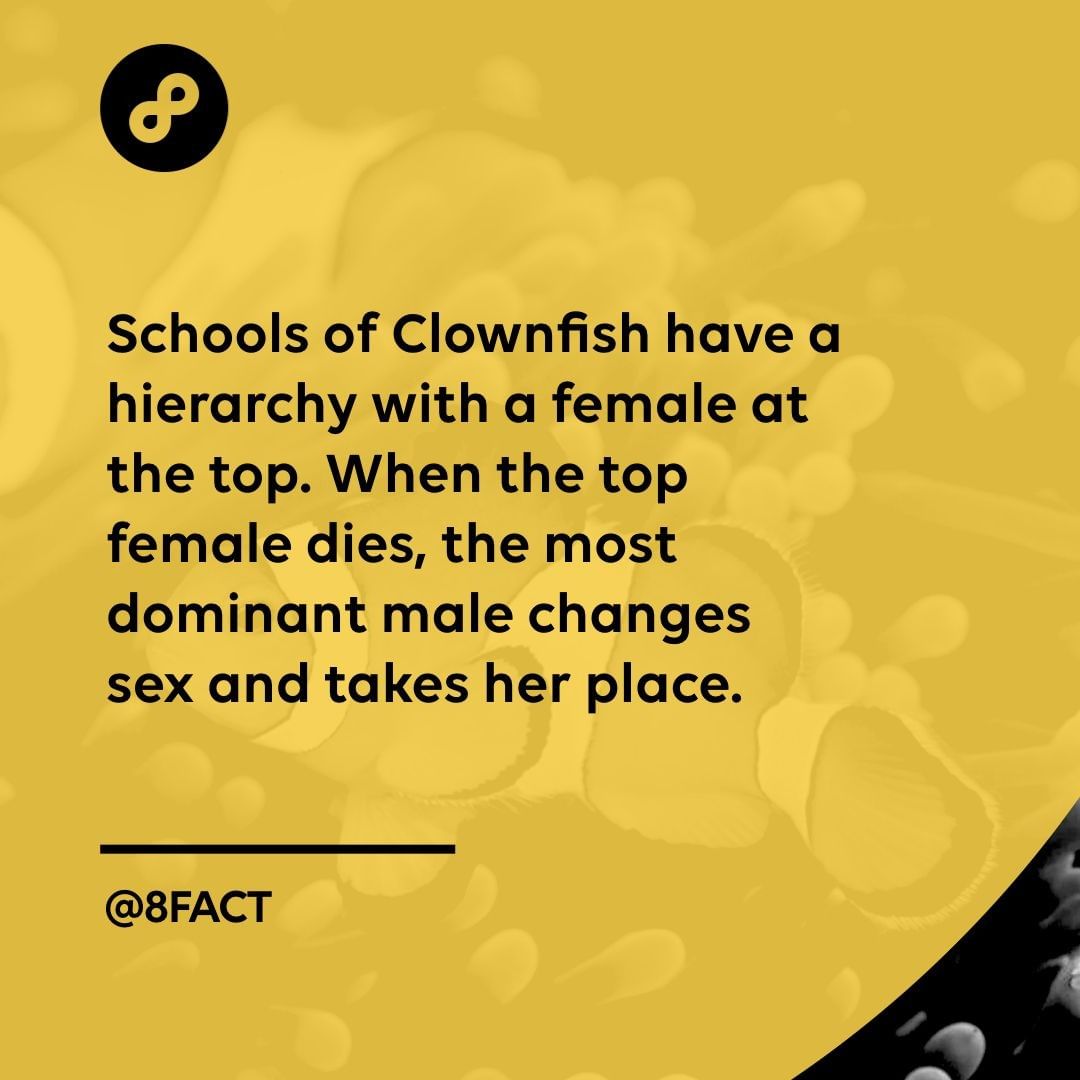 Schools of Clownfish have a
hierarchy with a female at
the top. When the top
female dies, the most
dominant male changes
sex and takes her place.
@8FACT